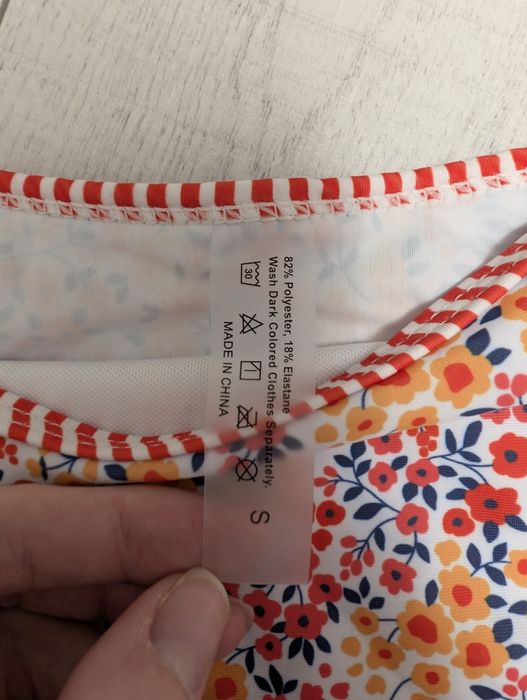 82% Polyester, 18% Elastane
Wash Dark Colored Clothes Separately.
30
MADE IN CHINA
S